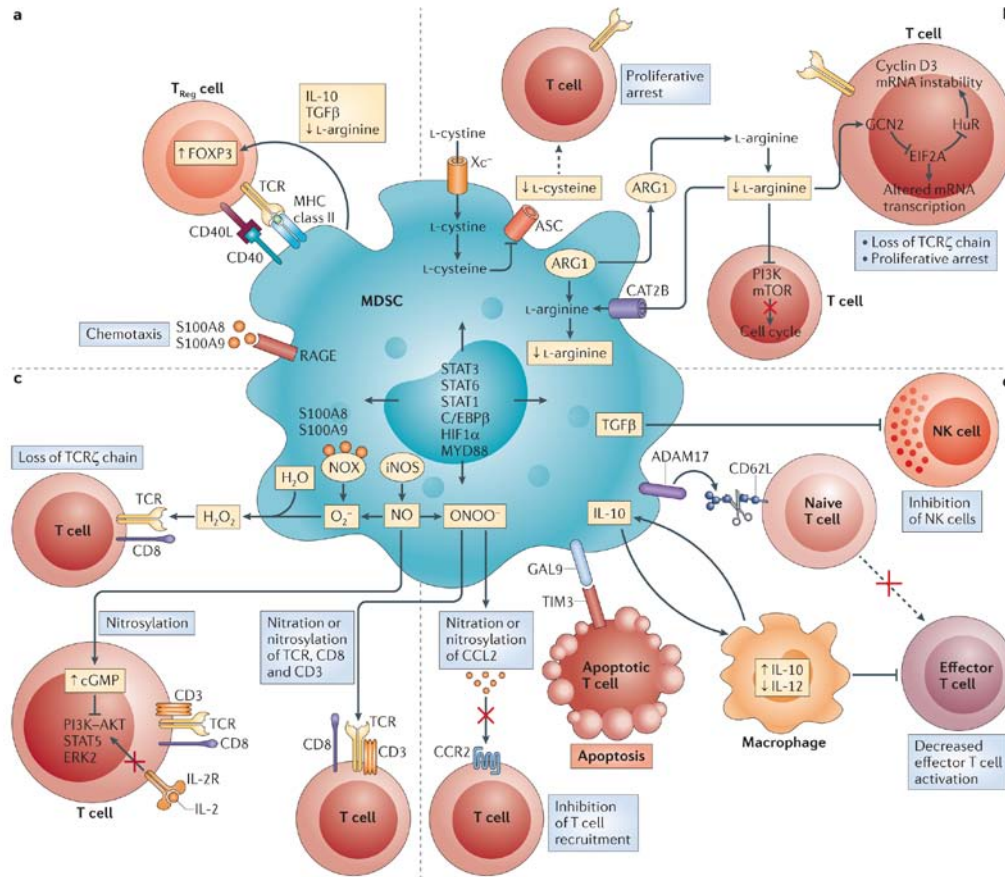 a
T_Reg cell
↑ FOXP3
IL-10
TGFβ
↓ L-arginine
TCR
MHC
class II
CD40L
CD40
Chemotaxis
S100A8
S100A9
RAGE
MDSC
b
L-cystine
Xc⁻
L-cystine
L-cysteine
ASC
↓ L-cysteine
T cell
Proliferative
arrest
ARG1
ARG1
L-arginine
↓ L-arginine
L-arginine
↓ L-arginine
CAT2B
T cell
Cyclin D3
mRNA instability
GCN2
HuR
EIF2A
Altered mRNA
transcription
• Loss of TCRζ chain
• Proliferative arrest
PI3K
mTOR
Cell cycle
T cell
STAT3
STAT6
STAT1
C/EBPβ
HIF1α
MYD88
c
Loss of TCRζ chain
T cell
TCR
CD8
H₂O₂
H₂O
S100A8
S100A9
NOX
iNOS
O₂⁻
NO
ONOO⁻
Nitrosylation
↑ cGMP
PI3K–AKT
STAT5
ERK2
CD3
TCR
CD8
IL-2R
IL-2
T cell
Nitration or
nitrosylation
of TCR, CD8
and CD3
CD8
TCR
CD3
T cell
Nitration or
nitrosylation
of CCL2
CCR2
T cell
Inhibition
of T cell
recruitment
TGFβ
NK cell
Inhibition
of NK cells
ADAM17
CD62L
Naive
T cell
IL-10
GAL9
TIM3
Apoptotic
T cell
Apoptosis
↑ IL-10
↓ IL-12
Macrophage
Effector
T cell
Decreased
effector T cell
activation